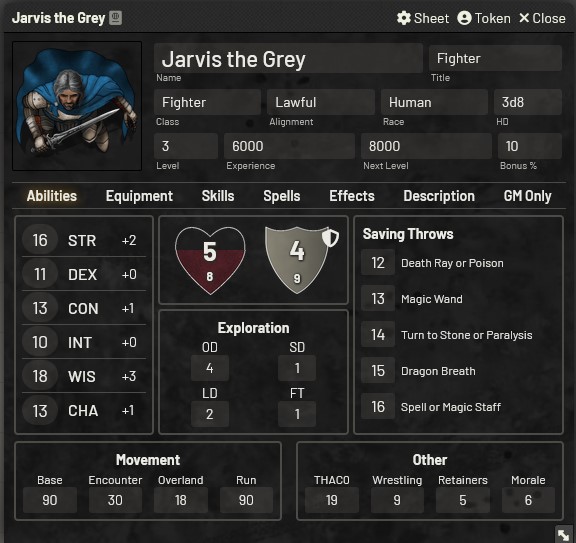 Jarvis the Grey Sheet Token Close
Jarvis the Grey Fighter
Name Title
Fighter Lawful Human 3d8
Class Alignment Race HD
3 6000 8000 10
Level Experience Next Level Bonus %
Abilities Equipment Skills Spells Effects Description GM Only
16 STR +2
11 DEX +0
13 CON +1
10 INT +0
18 WIS +3
13 CHA +1
5
8
4
9
Exploration
OD SD
4 1
LD FT
2 1
Saving Throws
12 Death Ray or Poison
13 Magic Wand
14 Turn to Stone or Paralysis
15 Dragon Breath
16 Spell or Magic Staff
Movement
Base Encounter Overland Run
90 30 18 90
Other
THAC0 Wrestling Retainers Morale
19 9 5 6